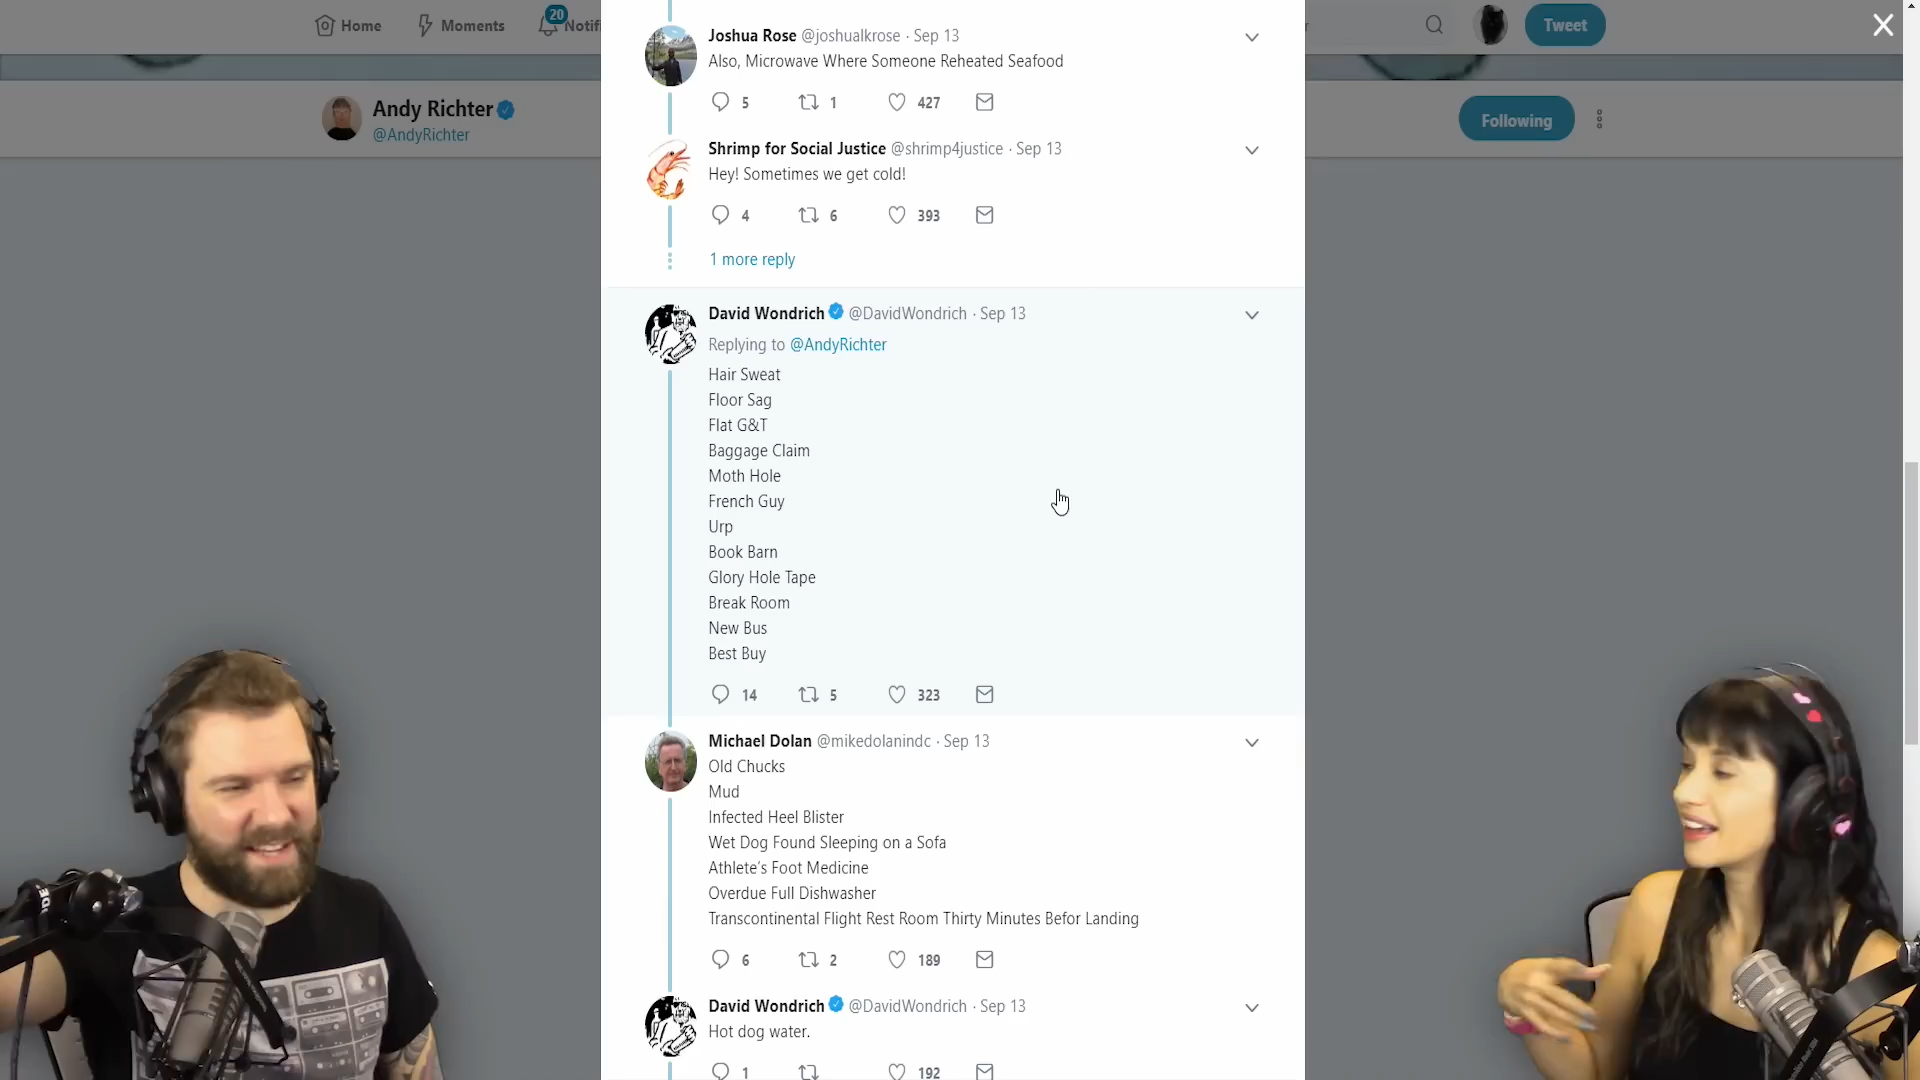 Home
Moments
20
Notifi
Tweet
Andy Richter
@AndyRichter
Following
Joshua Rose @joshualkrose · Sep 13
Also, Microwave Where Someone Reheated Seafood
5 1 427
Shrimp for Social Justice @shrimp4justice · Sep 13
Hey! Sometimes we get cold!
4 6 393
1 more reply
David Wondrich @DavidWondrich · Sep 13
Replying to @AndyRichter
Hair Sweat
Floor Sag
Flat G&T
Baggage Claim
Moth Hole
French Guy
Urp
Book Barn
Glory Hole Tape
Break Room
New Bus
Best Buy
14 5 323
Michael Dolan @mikedolanindc · Sep 13
Old Chucks
Mud
Infected Heel Blister
Wet Dog Found Sleeping on a Sofa
Athlete's Foot Medicine
Overdue Full Dishwasher
Transcontinental Flight Rest Room Thirty Minutes Befor Landing
6 2 189
David Wondrich @DavidWondrich · Sep 13
Hot dog water.
1 192